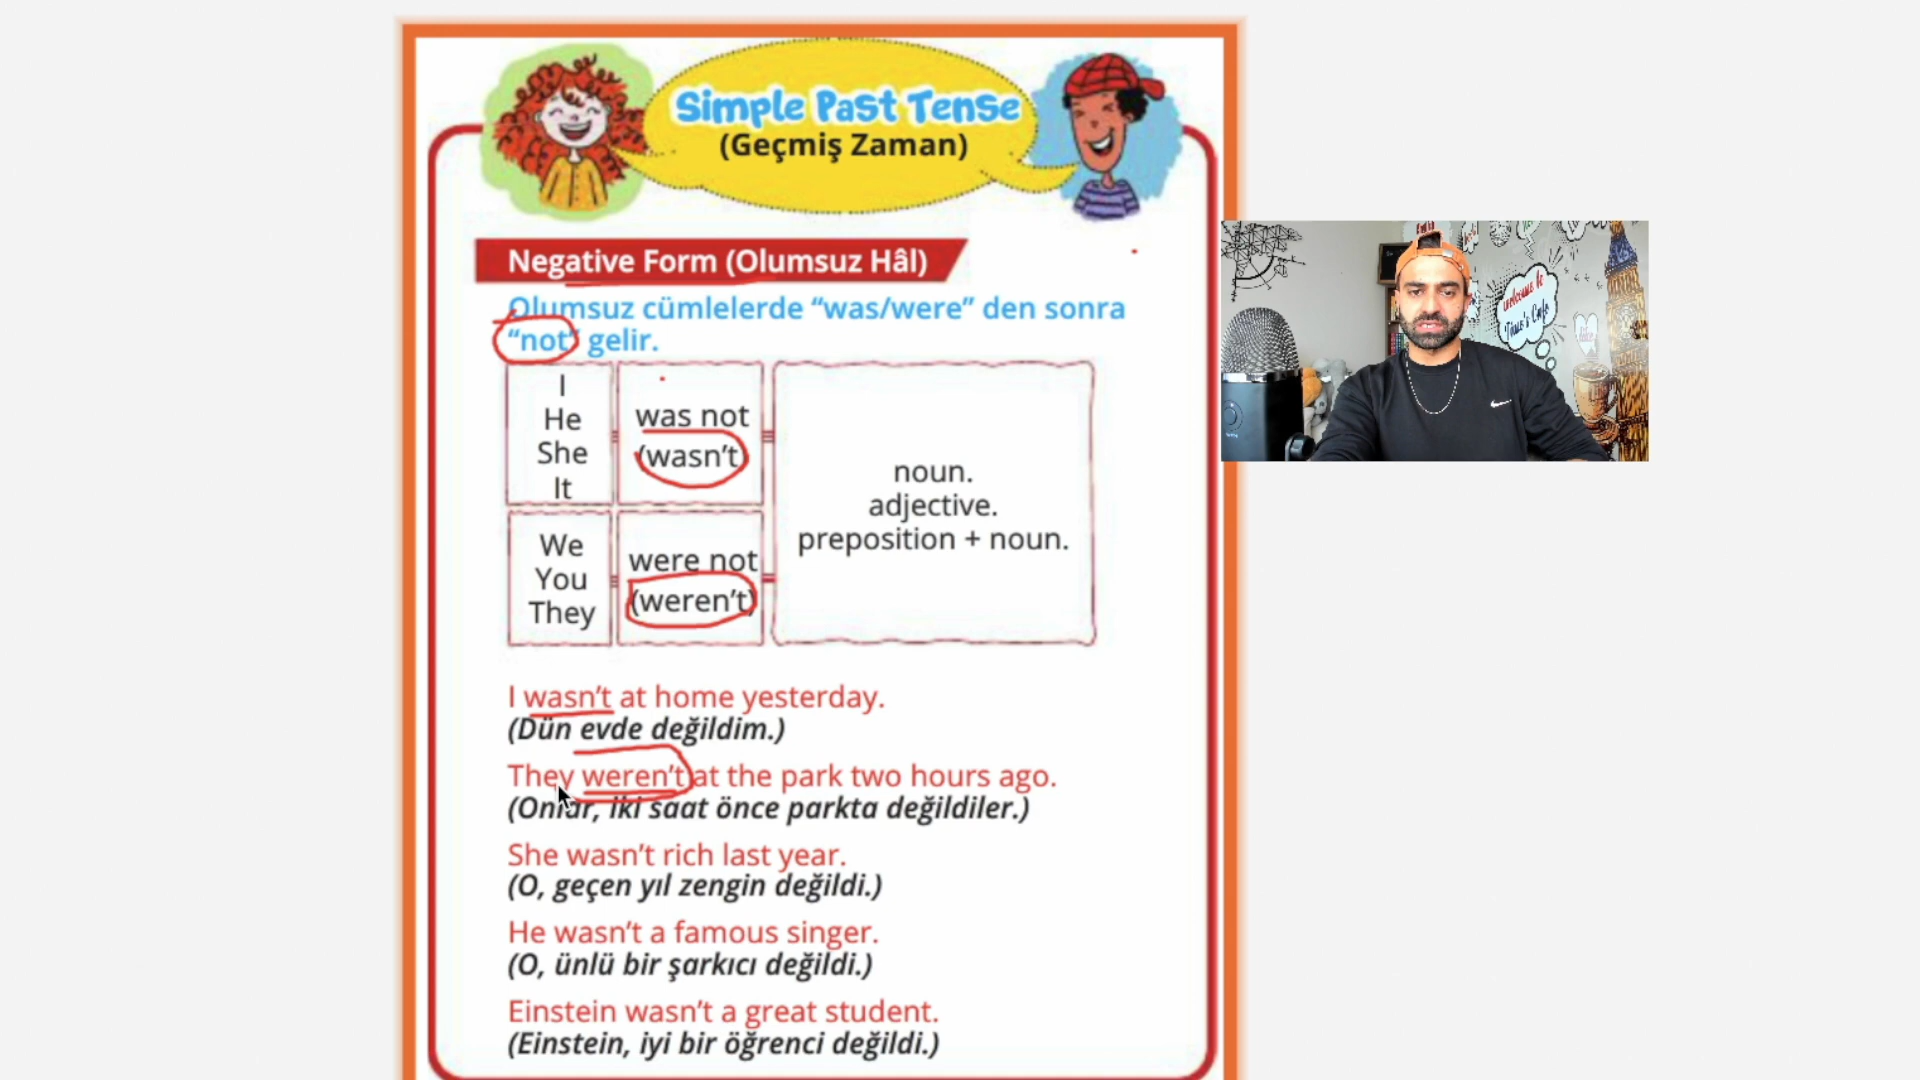 Simple Past Tense
(Geçmiş Zaman)
Negative Form (Olumsuz Hâl)
Olumsuz cümlelerde “was/were” den sonra
“not” gelir.
I
He
She
It
was not
(wasn’t)
We
You
They
were not
(weren’t)
noun.
adjective.
preposition + noun.
I wasn’t at home yesterday.
(Dün evde değildim.)
They weren’t at the park two hours ago.
(Onlar, iki saat önce parkta değildiler.)
She wasn’t rich last year.
(O, geçen yıl zengin değildi.)
He wasn’t a famous singer.
(O, ünlü bir şarkıcı değildi.)
Einstein wasn’t a great student.
(Einstein, iyi bir öğrenci değildi.)
welcome to
Time's Cafe